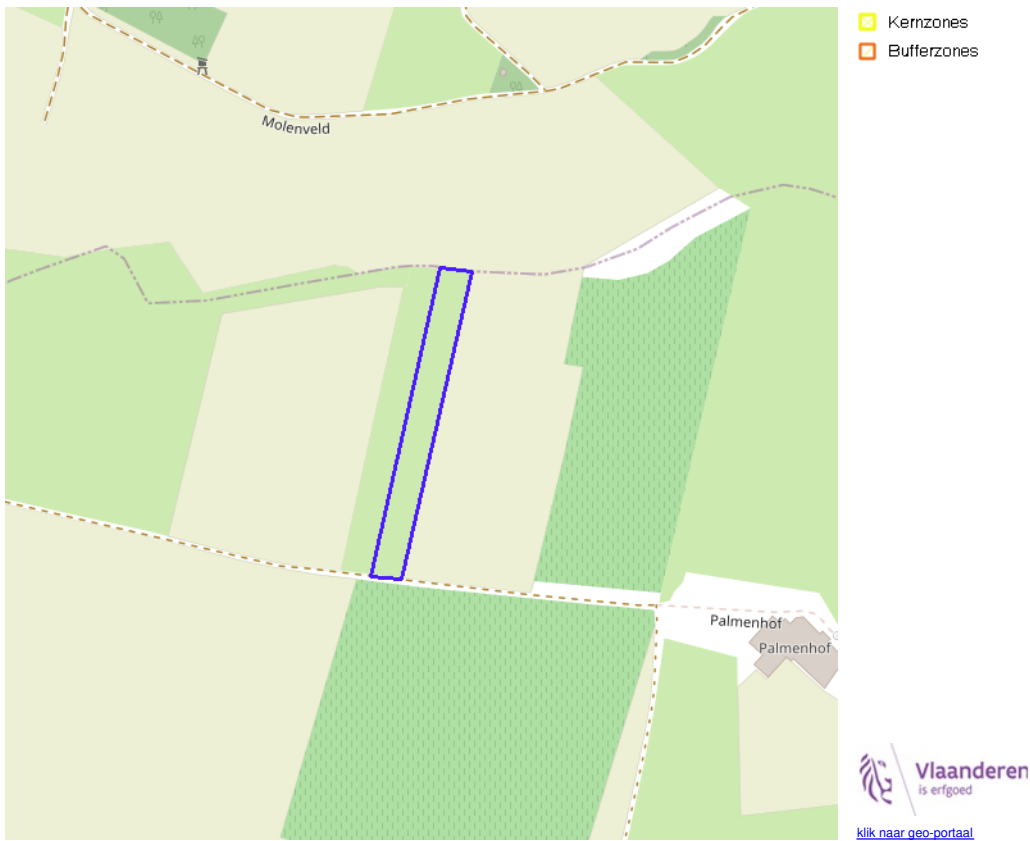 Kernzones
Bufferzones
Molenveld
Palmenhof
Palmenhof
Vlaanderen
is erfgoed
klik naar geo-portaal